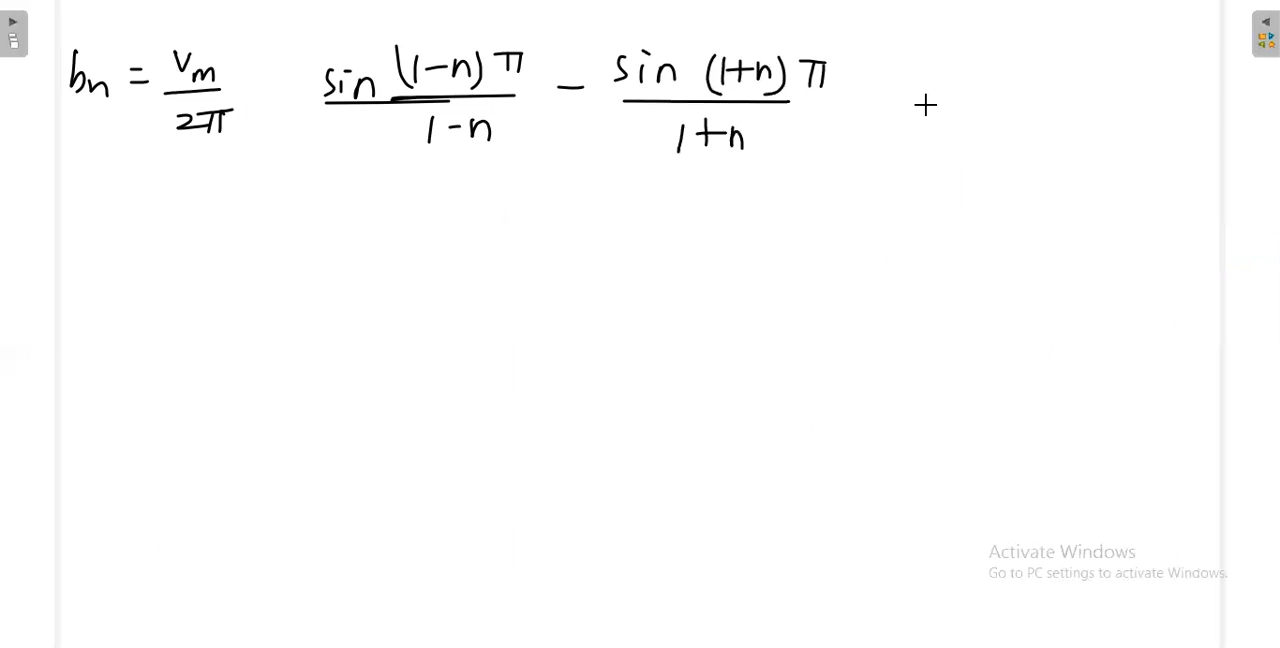 bn = Vm/2π sin (1-n) π/1-n - sin (1+n) π/1+n
Activate Windows
Go to PC settings to activate Windows.